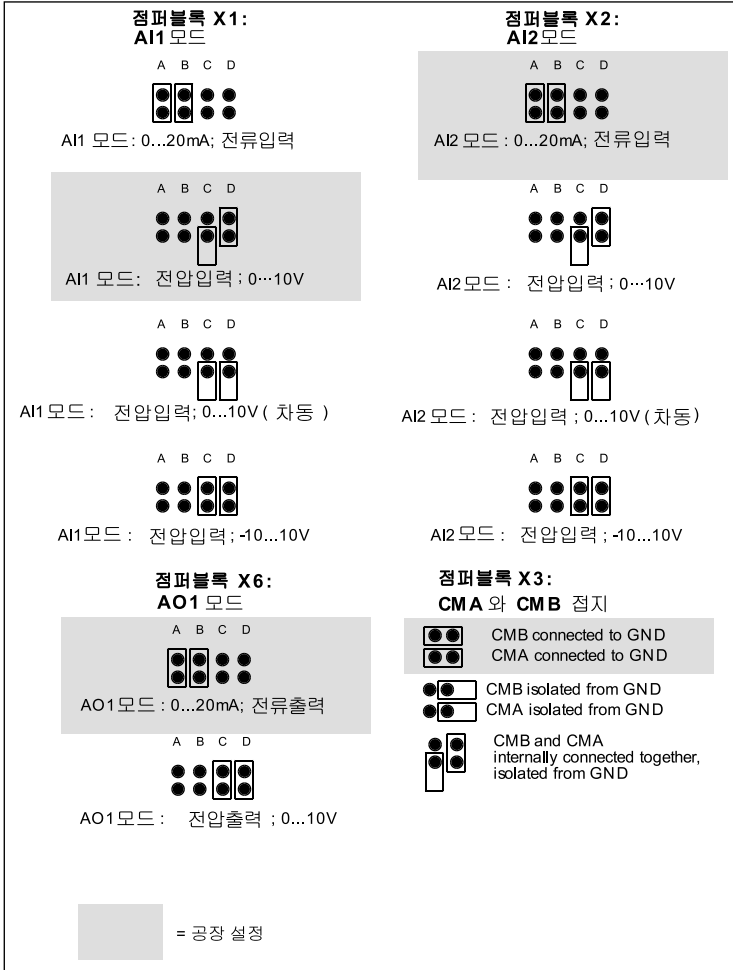 점퍼블록 X1:
AI1 모드
A B C D
AI1 모드: 0...20mA; 전류입력
A B C D
AI1 모드: 전압입력 ; 0···10V
A B C D
AI1 모드 : 전압입력; 0...10V ( 차동 )
A B C D
AI1모드 : 전압입력 ; -10...10V
점퍼블록 X2:
AI2모드
A B C D
AI2 모드 : 0...20mA; 전류입력
A B C D
AI2 모드 : 전압입력 ; 0···10V
A B C D
AI2 모드 : 전압입력 ; 0...10V (차동)
A B C D
AI2 모드 : 전압입력 ; -10...10V
점퍼블록 X6:
AO1 모드
A B C D
AO1모드 : 0...20mA; 전류출력
A B C D
AO1모드 : 전압출력 ; 0...10V
점퍼블록 X3:
CMA 와 CMB 접지
CMB connected to GND
CMA connected to GND
CMB isolated from GND
CMA isolated from GND
CMB and CMA
internally connected together,
isolated from GND
= 공장 설정